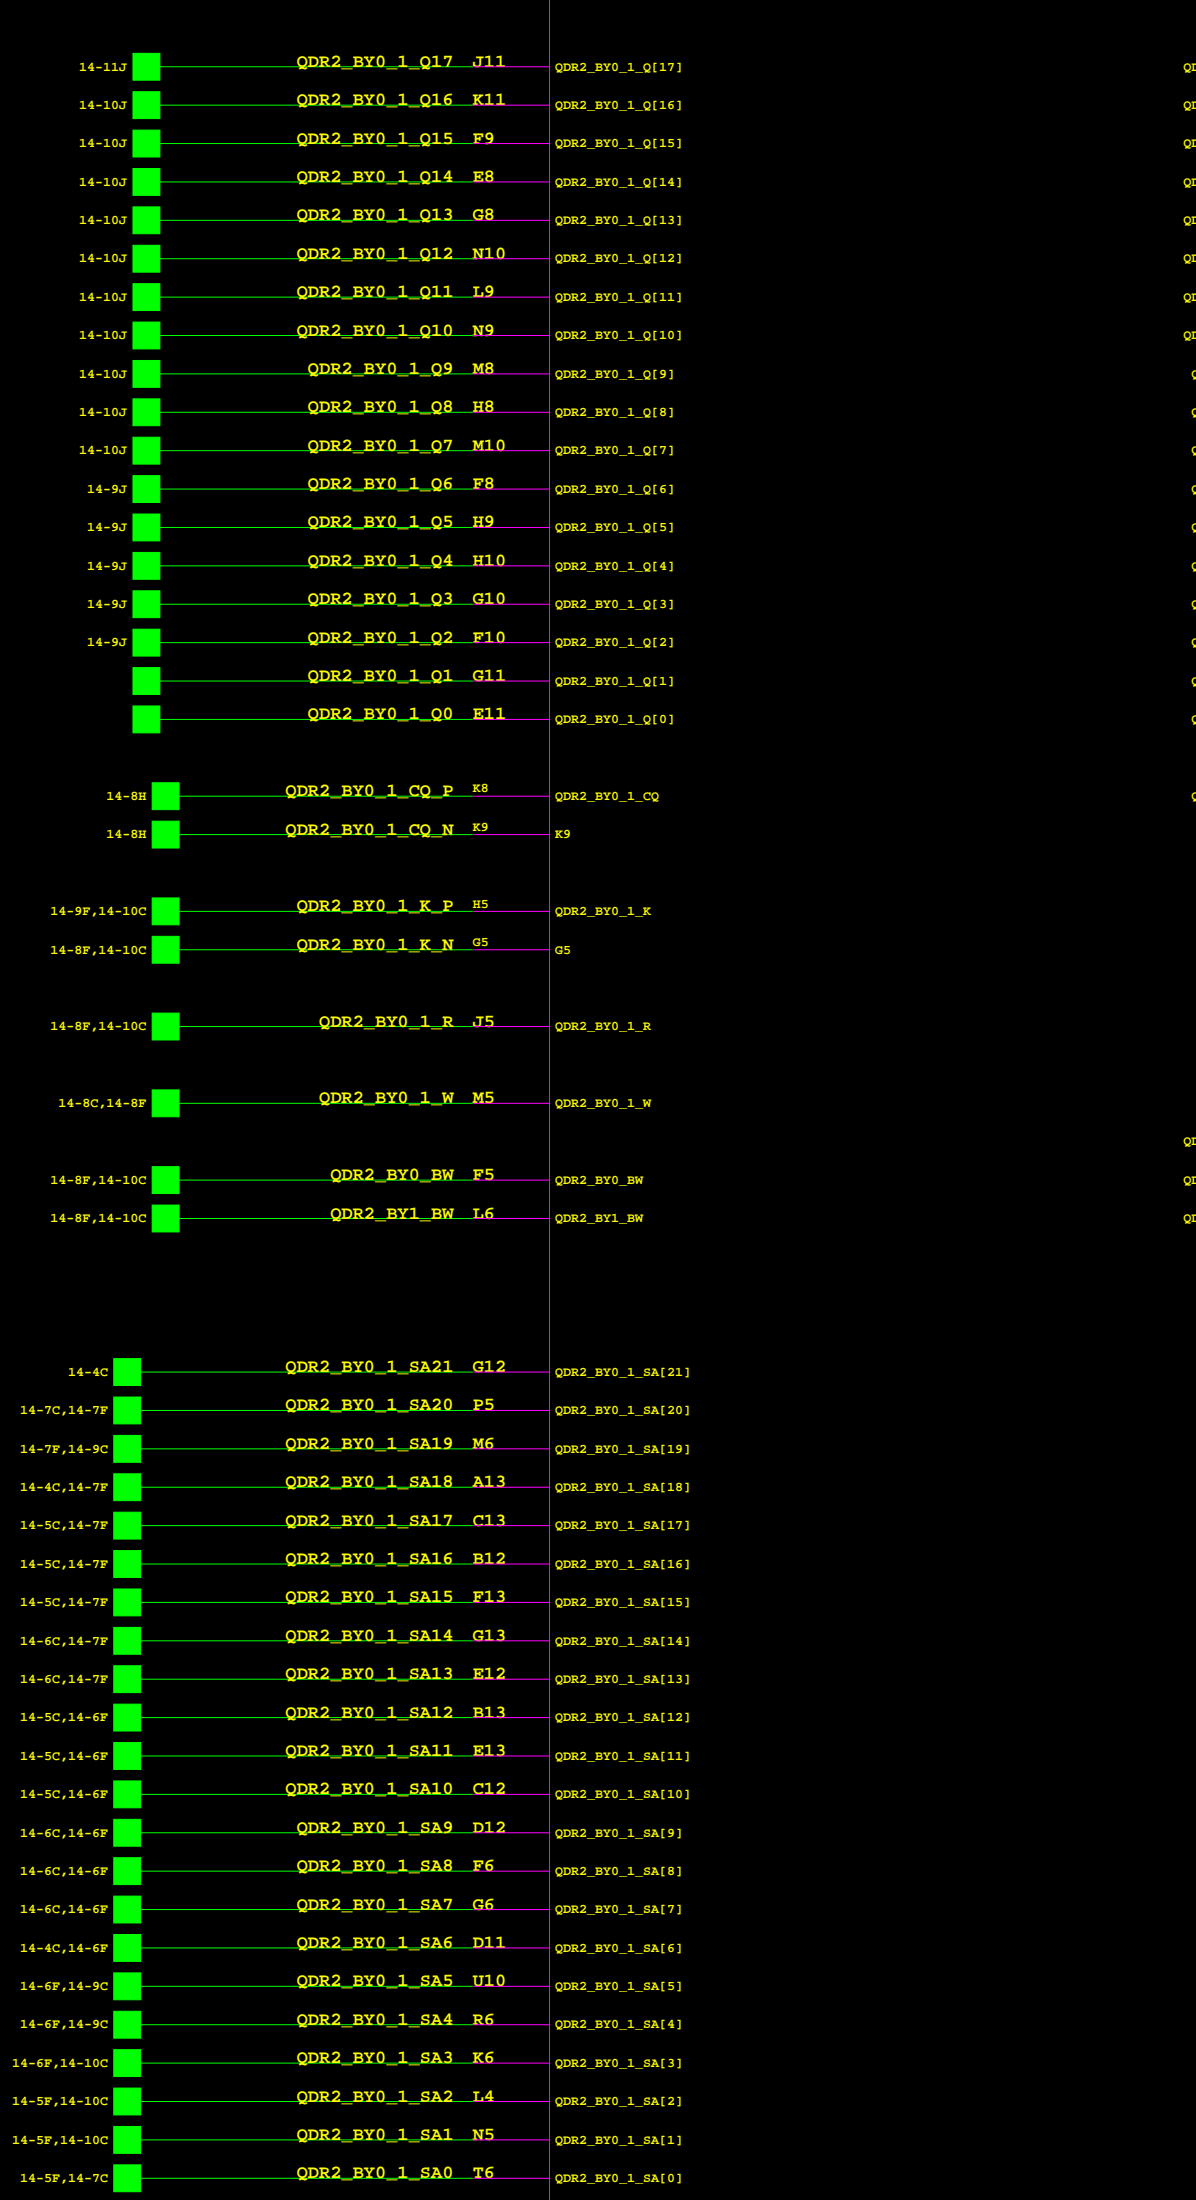 14-11J QDR2_BY0_1_Q17 J11 QDR2_BY0_1_Q[17] QD
14-10J QDR2_BY0_1_Q16 K11 QDR2_BY0_1_Q[16] QD
14-10J QDR2_BY0_1_Q15 F9 QDR2_BY0_1_Q[15] QD
14-10J QDR2_BY0_1_Q14 E8 QDR2_BY0_1_Q[14] QD
14-10J QDR2_BY0_1_Q13 G8 QDR2_BY0_1_Q[13] QD
14-10J QDR2_BY0_1_Q12 N10 QDR2_BY0_1_Q[12] QD
14-10J QDR2_BY0_1_Q11 L9 QDR2_BY0_1_Q[11] QD
14-10J QDR2_BY0_1_Q10 N9 QDR2_BY0_1_Q[10] QD
14-10J QDR2_BY0_1_Q9 M8 QDR2_BY0_1_Q[9]
14-10J QDR2_BY0_1_Q8 H8 QDR2_BY0_1_Q[8]
14-10J QDR2_BY0_1_Q7 M10 QDR2_BY0_1_Q[7]
14-9J QDR2_BY0_1_Q6 F8 QDR2_BY0_1_Q[6]
14-9J QDR2_BY0_1_Q5 H9 QDR2_BY0_1_Q[5]
14-9J QDR2_BY0_1_Q4 H10 QDR2_BY0_1_Q[4]
14-9J QDR2_BY0_1_Q3 G10 QDR2_BY0_1_Q[3]
14-9J QDR2_BY0_1_Q2 F10 QDR2_BY0_1_Q[2]
QDR2_BY0_1_Q1 G11 QDR2_BY0_1_Q[1]
QDR2_BY0_1_Q0 E11 QDR2_BY0_1_Q[0]
14-8H QDR2_BY0_1_CQ_P K8 QDR2_BY0_1_CQ
14-8H QDR2_BY0_1_CQ_N K9 K9
14-9F,14-10C QDR2_BY0_1_K_P H5 QDR2_BY0_1_K
14-8F,14-10C QDR2_BY0_1_K_N G5 G5
14-8F,14-10C QDR2_BY0_1_R J5 QDR2_BY0_1_R
14-8C,14-8F QDR2_BY0_1_W M5 QDR2_BY0_1_W
QD
14-8F,14-10C QDR2_BY0_BW F5 QDR2_BY0_BW QD
14-8F,14-10C QDR2_BY1_BW L6 QDR2_BY1_BW QD
14-4C QDR2_BY0_1_SA21 G12 QDR2_BY0_1_SA[21]
14-7C,14-7F QDR2_BY0_1_SA20 P5 QDR2_BY0_1_SA[20]
14-7F,14-9C QDR2_BY0_1_SA19 M6 QDR2_BY0_1_SA[19]
14-4C,14-7F QDR2_BY0_1_SA18 A13 QDR2_BY0_1_SA[18]
14-5C,14-7F QDR2_BY0_1_SA17 C13 QDR2_BY0_1_SA[17]
14-5C,14-7F QDR2_BY0_1_SA16 B12 QDR2_BY0_1_SA[16]
14-5C,14-7F QDR2_BY0_1_SA15 F13 QDR2_BY0_1_SA[15]
14-6C,14-7F QDR2_BY0_1_SA14 G13 QDR2_BY0_1_SA[14]
14-6C,14-7F QDR2_BY0_1_SA13 E12 QDR2_BY0_1_SA[13]
14-5C,14-6F QDR2_BY0_1_SA12 B13 QDR2_BY0_1_SA[12]
14-5C,14-6F QDR2_BY0_1_SA11 E13 QDR2_BY0_1_SA[11]
14-5C,14-6F QDR2_BY0_1_SA10 C12 QDR2_BY0_1_SA[10]
14-6C,14-6F QDR2_BY0_1_SA9 D12 QDR2_BY0_1_SA[9]
14-6C,14-6F QDR2_BY0_1_SA8 F6 QDR2_BY0_1_SA[8]
14-6C,14-6F QDR2_BY0_1_SA7 G6 QDR2_BY0_1_SA[7]
14-4C,14-6F QDR2_BY0_1_SA6 D11 QDR2_BY0_1_SA[6]
14-6F,14-9C QDR2_BY0_1_SA5 U10 QDR2_BY0_1_SA[5]
14-6F,14-9C QDR2_BY0_1_SA4 R6 QDR2_BY0_1_SA[4]
14-6F,14-10C QDR2_BY0_1_SA3 K6 QDR2_BY0_1_SA[3]
14-5F,14-10C QDR2_BY0_1_SA2 L4 QDR2_BY0_1_SA[2]
14-5F,14-10C QDR2_BY0_1_SA1 N5 QDR2_BY0_1_SA[1]
14-5F,14-7C QDR2_BY0_1_SA0 T6 QDR2_BY0_1_SA[0]